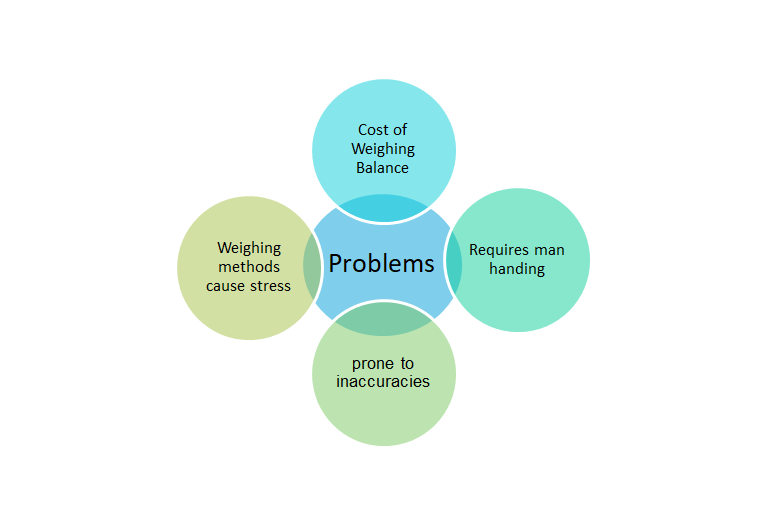 Cost of
Weighing
Balance
Weighing
methods
cause stress
Problems
Requires man
handing
prone to
inaccuracies